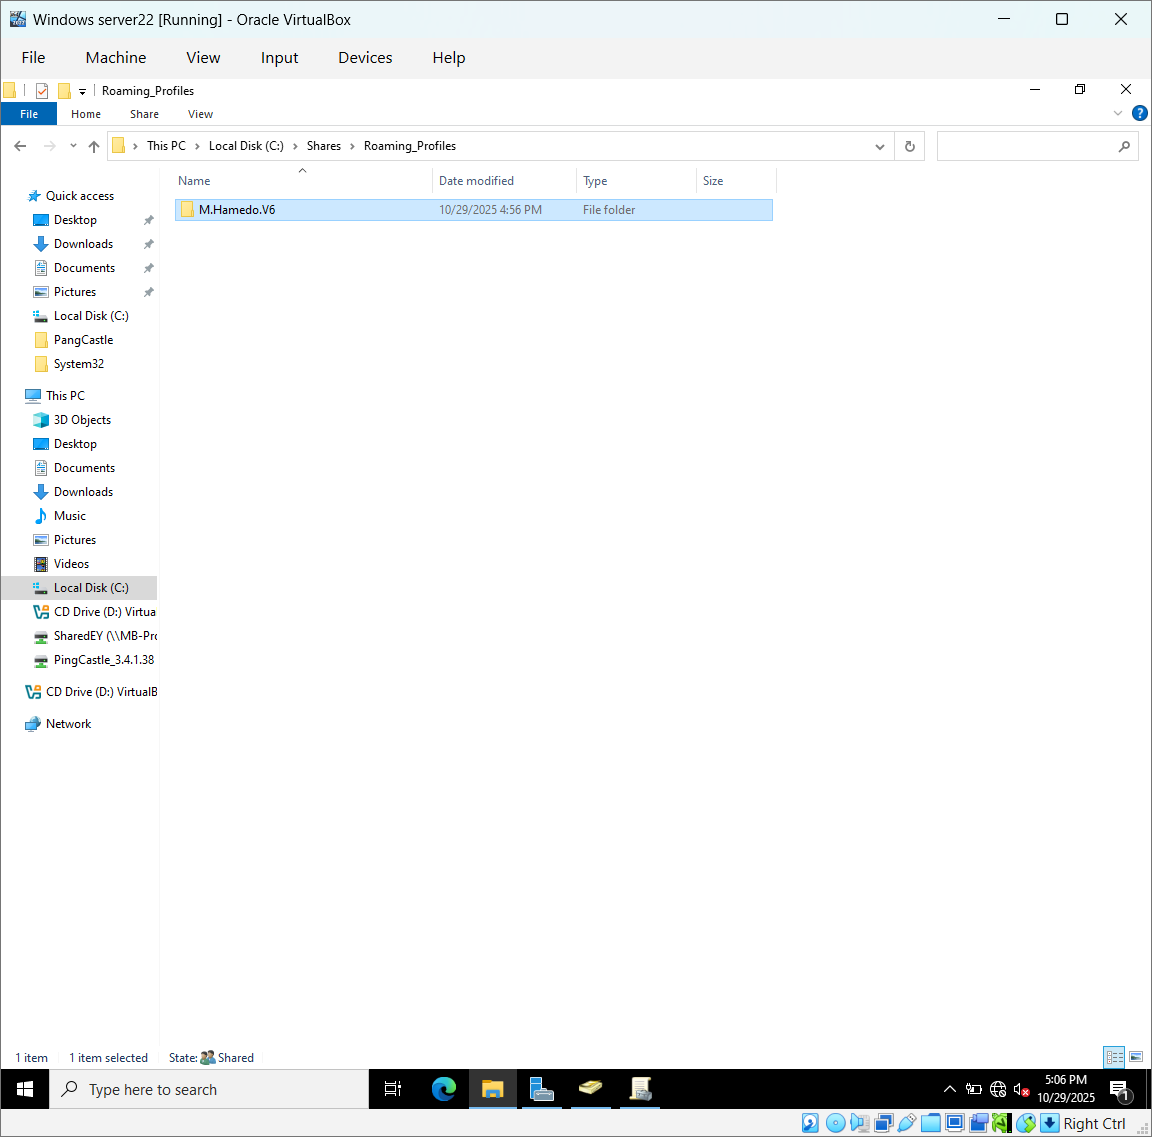 Windows server22 [Running] - Oracle VirtualBox
File Machine View Input Devices Help
Roaming_Profiles
File Home Share View
This PC > Local Disk (C:) > Shares > Roaming_Profiles
Name Date modified Type Size
M.Hamedo.V6 10/29/2025 4:56 PM File folder
Quick access
Desktop
Downloads
Documents
Pictures
Local Disk (C:)
PangCastle
System32
This PC
3D Objects
Desktop
Documents
Downloads
Music
Pictures
Videos
Local Disk (C:)
CD Drive (D:) Virtua
SharedEY (\\MB-Pro
PingCastle_3.4.1.38
CD Drive (D:) VirtualB
Network
1 item 1 item selected State: Shared
Type here to search
5:06 PM
10/29/2025
1
Right Ctrl